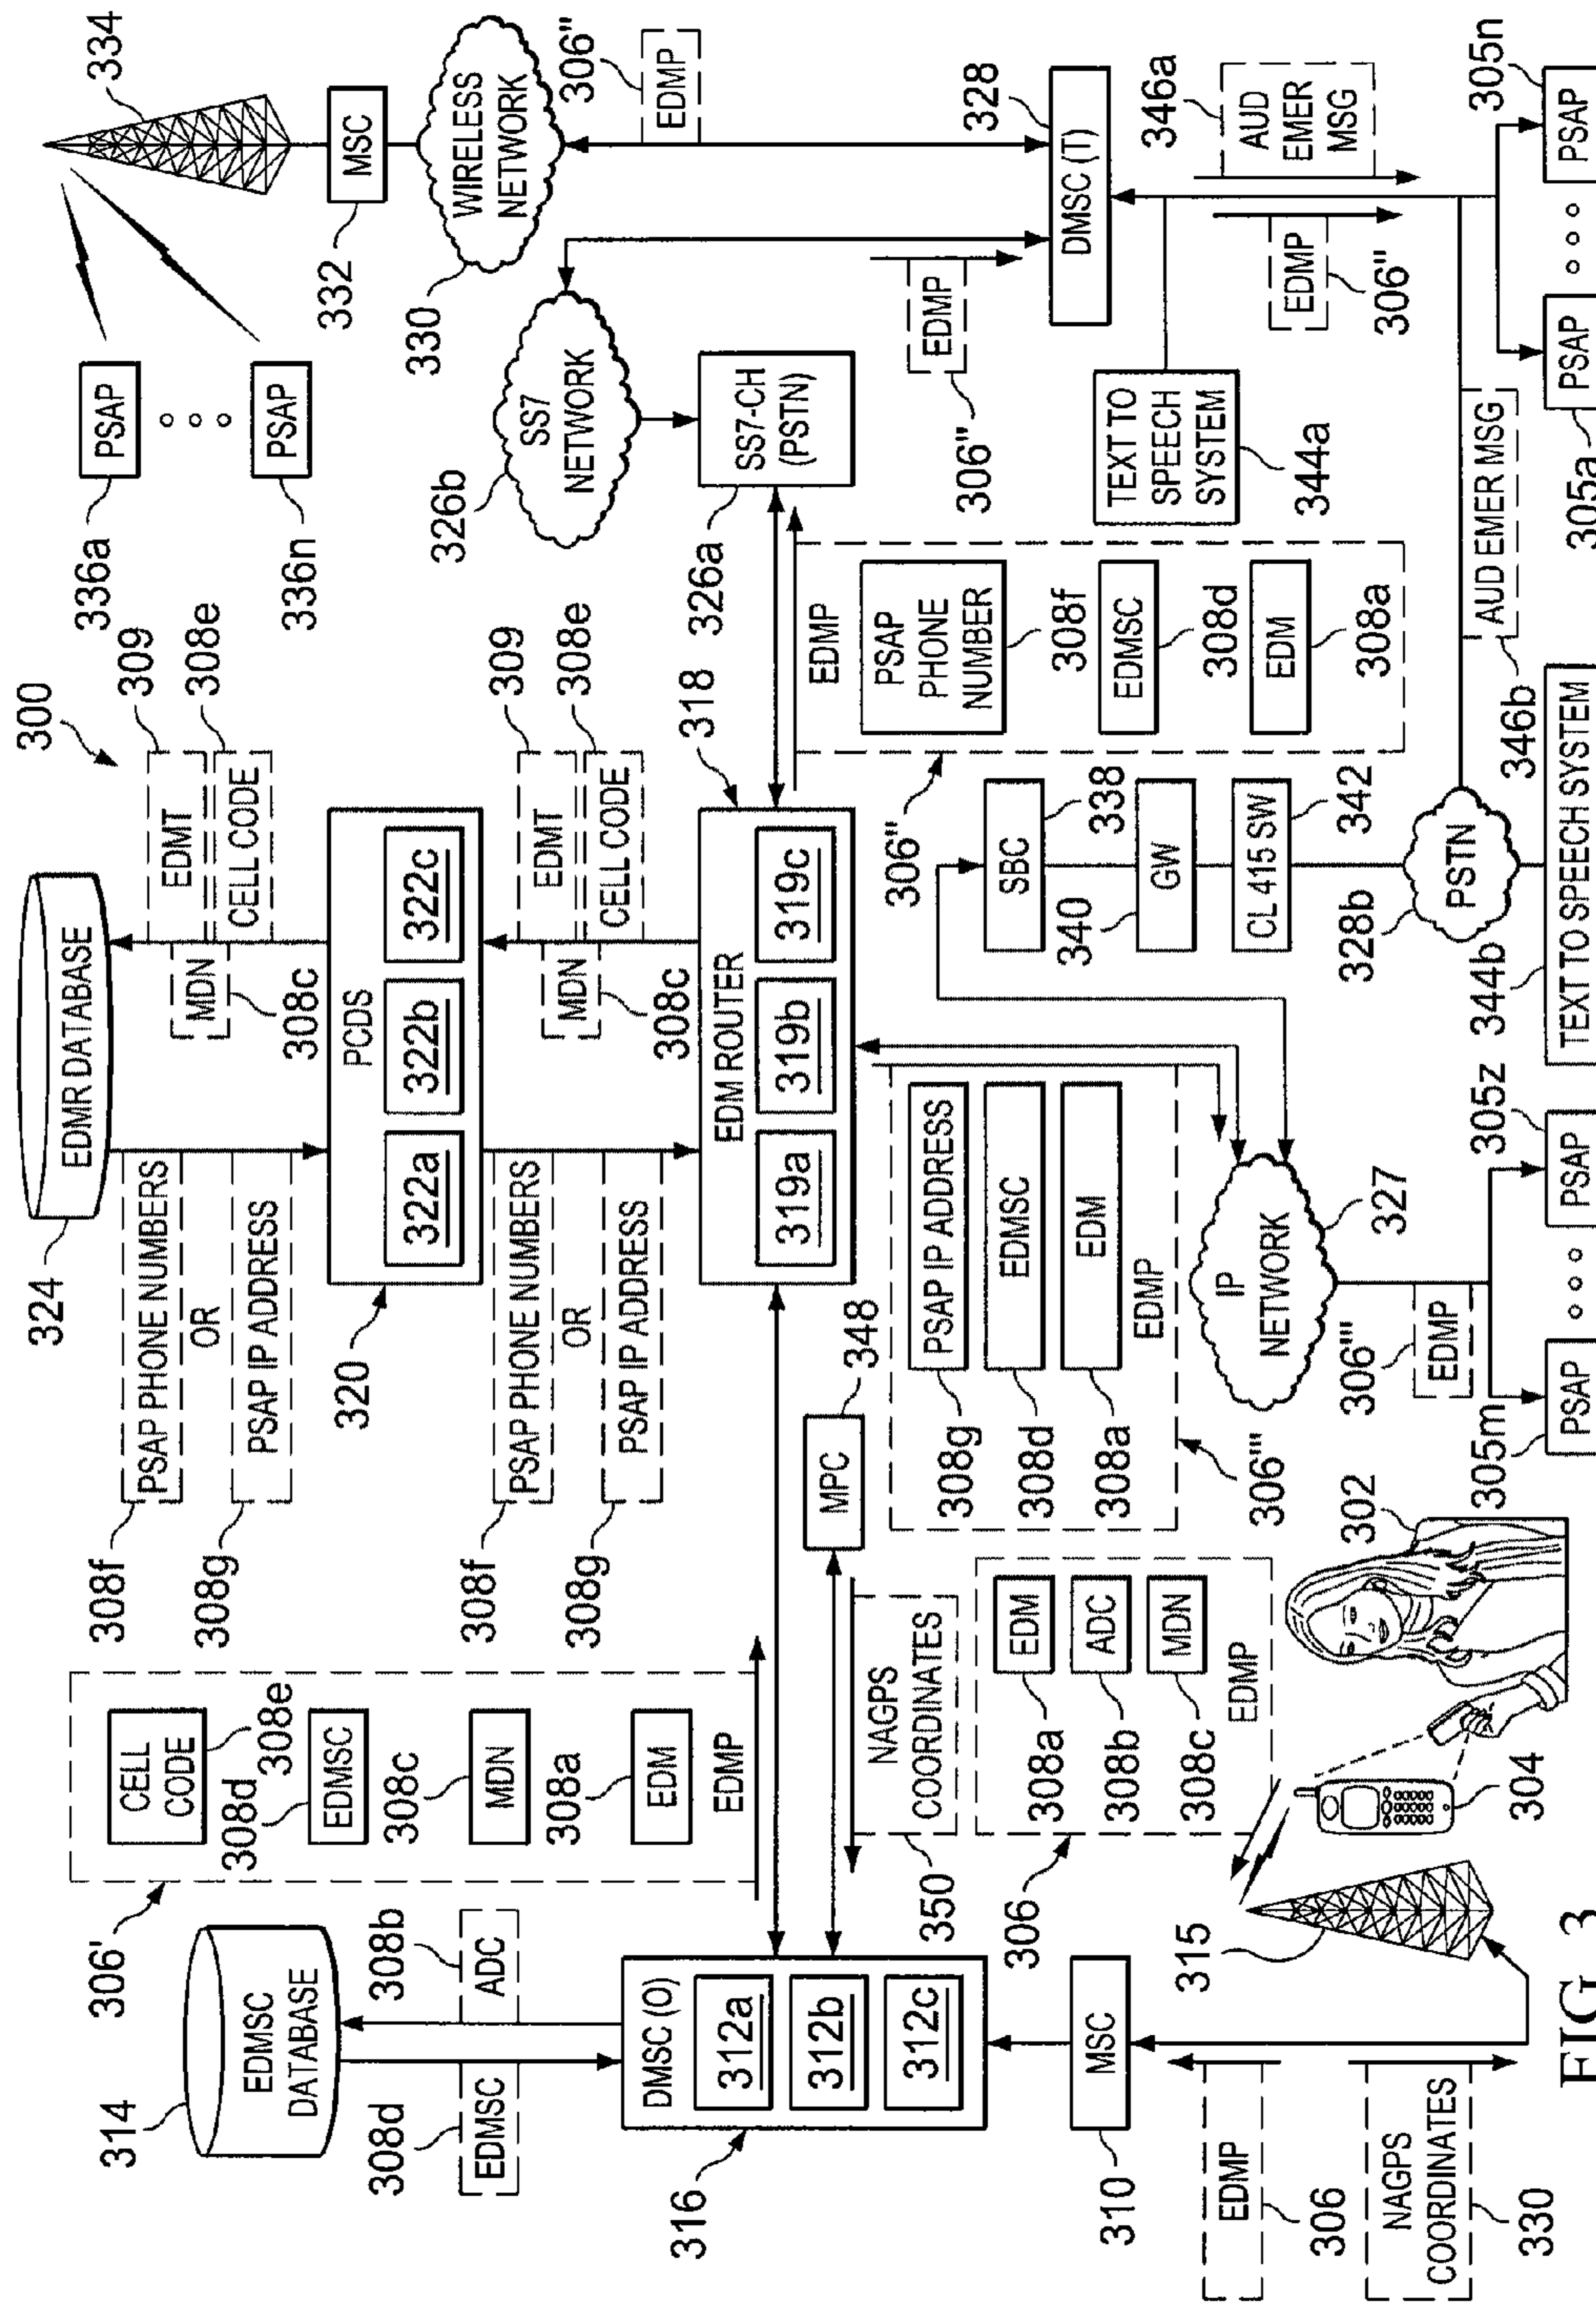 300
324
EDMR DATABASE
308f
PSAP PHONE NUMBERS
OR
308g
PSAP IP ADDRESS
EDMT
309
CELL CODE
308e
MDN
308c
PCDS
322a
322b
322c
320
308f
PSAP PHONE NUMBERS
OR
308g
PSAP IP ADDRESS
EDMT
309
CELL CODE
308e
MDN
308c
318
EDM ROUTER
319a
319b
319c
314
EDMSC
DATABASE
308d
EDMSC
ADC
308b
316
DMSC (O)
312a
312b
312c
306'
CELL
CODE
308e
308d
EDMSC
308c
MDN
308a
EDM
EDMP
MPC
348
NAGPS
COORDINATES
350
310
MSC
EDMP
306
NAGPS
COORDINATES
330
306
308a
EDM
308b
ADC
308c
MDN
EDMP
315
304
302
308g
PSAP IP ADDRESS
308d
EDMSC
308a
EDM
EDMP
306'''
IP
NETWORK
327
306'''
EDMP
305m
PSAP
305z
PSAP
SBC
338
340
GW
CL 415 SW
342
328b
PSTN
344b
TEXT TO SPEECH SYSTEM
346b
AUD EMER MSG
EDMP
PSAP
PHONE
NUMBER
308f
EDMSC
308d
EDM
308a
306''
336a
PSAP
336n
PSAP
334
332
MSC
330
WIRELESS
NETWORK
306''
EDMP
326b
SS7
NETWORK
326a
SS7-CH
(PSTN)
EDMP
306''
DMSC (T)
328
TEXT TO
SPEECH
SYSTEM
344a
346a
AUD
EMER
MSG
EDMP
306''
305a
PSAP
305n
PSAP
FIG. 3